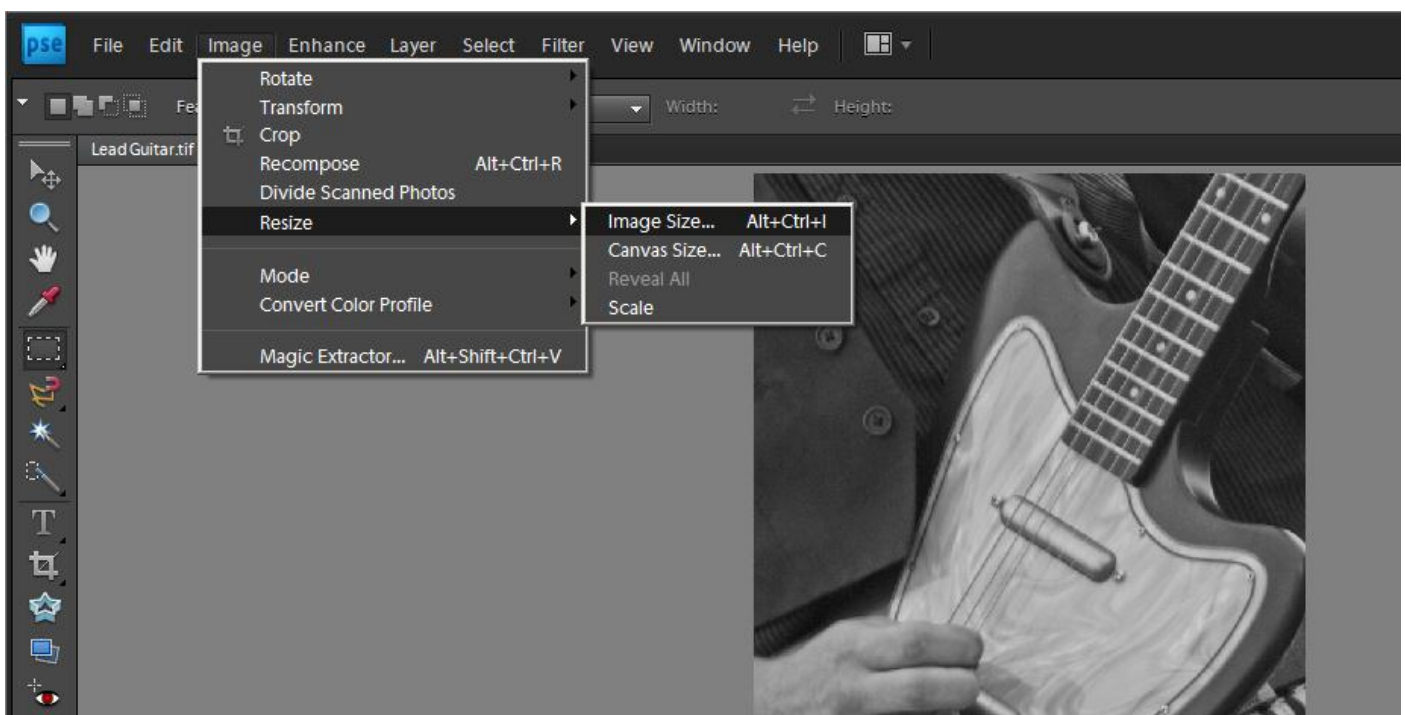 pse File Edit Image Enhance Layer Select Filter View Window Help
Rotate
Transform
Crop
Recompose Alt+Ctrl+R
Divide Scanned Photos
Resize
Mode
Convert Color Profile
Magic Extractor... Alt+Shift+Ctrl+V
Fea
Width: Height:
Lead Guitar.tif
Image Size... Alt+Ctrl+I
Canvas Size... Alt+Ctrl+C
Reveal All
Scale
T